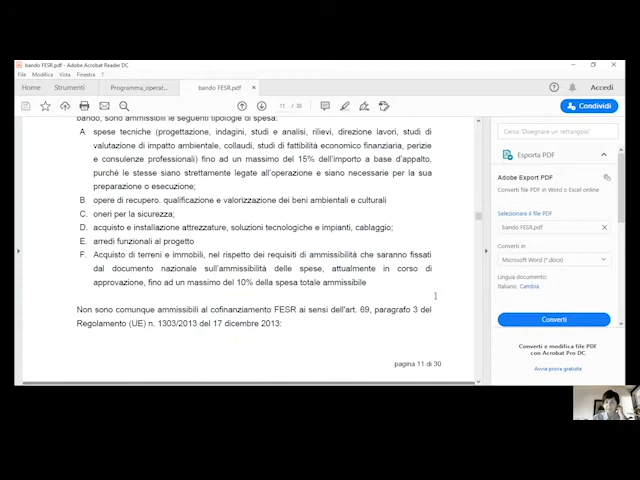 bando FESR.pdf - Adobe Acrobat Reader DC
File Modifica Vista Finestra ?
Home Strumenti Programma_operat... bando FESR.pdf × Accedi
11 / 30 Condividi
bando, sono ammissibili le seguenti tipologie di spesa:
A spese tecniche (progettazione, indagini, studi e analisi, rilievi, direzione lavori, studi di
valutazione di impatto ambientale, collaudi, studi di fattibilità economico finanziaria, perizie
e consulenze professionali) fino ad un massimo del 15% dell'importo a base d'appalto,
purché le stesse siano strettamente legate all'operazione e siano necessarie per la sua
preparazione o esecuzione;
B opere di recupero. qualificazione e valorizzazione dei beni ambientali e culturali
C. oneri per la sicurezza;
D. acquisto e installazione attrezzature, soluzioni tecnologiche e impianti, cablaggio;
E. arredi funzionali al progetto
F. Acquisto di terreni e immobili, nel rispetto dei requisiti di ammissibilità che saranno fissati
dal documento nazionale sull'ammissibilità delle spese, attualmente in corso di
approvazione, fino ad un massimo del 10% della spesa totale ammissibile
Non sono comunque ammissibili al cofinanziamento FESR ai sensi dell'art. 69, paragrafo 3 del
Regolamento (UE) n. 1303/2013 del 17 dicembre 2013:
pagina 11 di 30
Cerca 'Disegnare un rettangolo'
Esporta PDF
Adobe Export PDF
Convertite file PDF in Word o Excel online
Selezionare il file PDF
bando FESR.pdf ×
Converti in
Microsoft Word (*.docx)
Lingua documento:
Italiano Cambia
Converti
Converti e modifica file PDF
con Acrobat Pro DC
Avvia prova gratuita